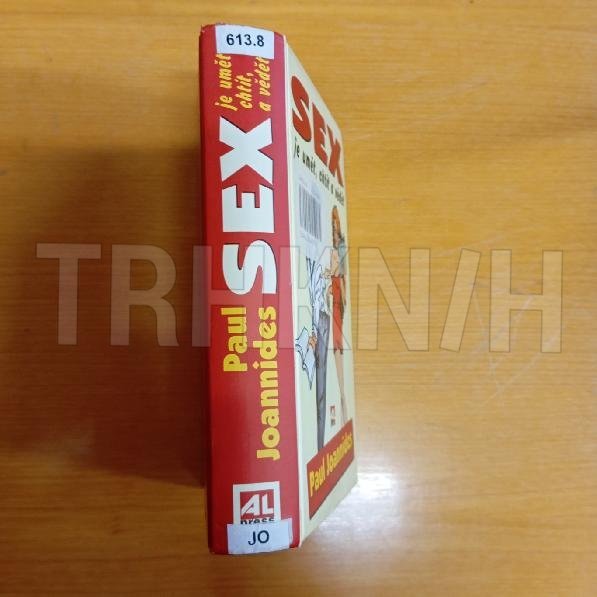 613.8
je umět,
chtít,
a vědět
SEX
Paul
Joannides
AL
press
JO
SEX
je umět, chtít a vědět
AL
Paul Joannides
TRHKNIH